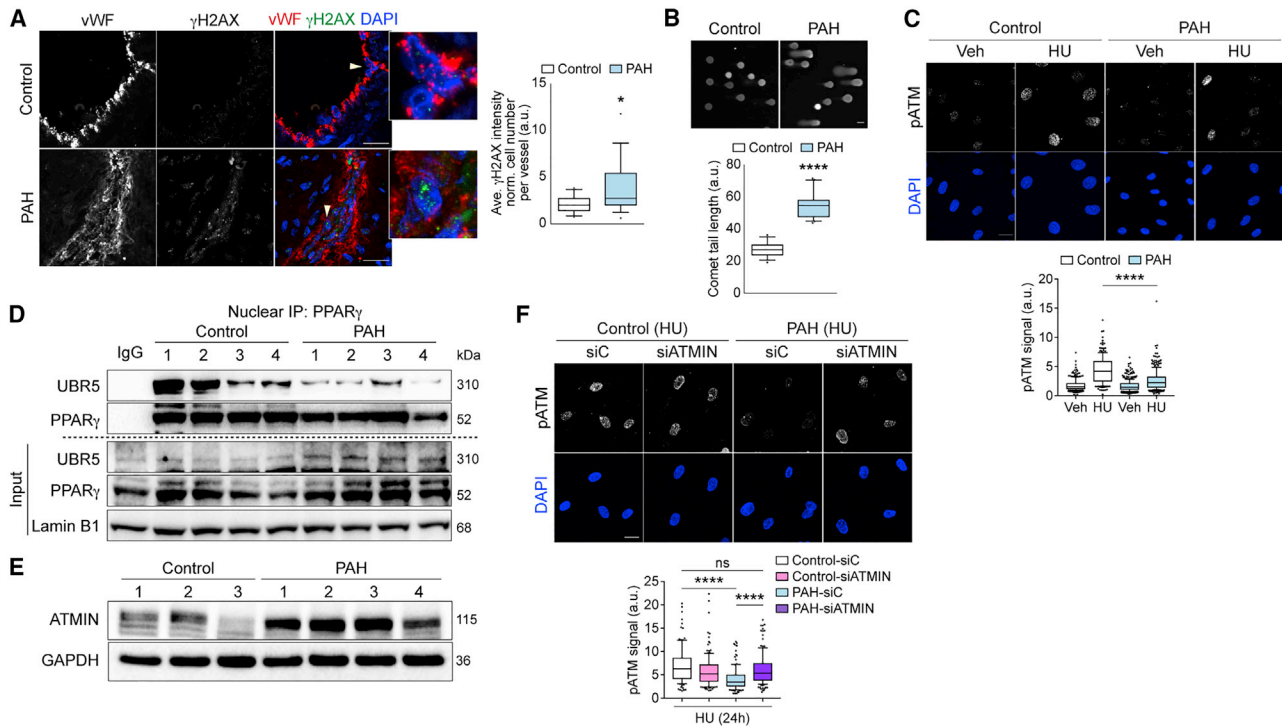 A
vWF γH2AX vWF γH2AX DAPI
Control
PAH
Control PAH
Ave. γH2AX intensity
norm. cell number
per vessel (a.u.)
15
10
5
0
*
B
Control PAH
Control PAH
Comet tail length (a.u.)
80
60
40
20
0
****
C
Control PAH
Veh HU Veh HU
pATM
DAPI
Control PAH
pATM signal (a.u.)
20
15
10
5
0
****
Veh HU Veh HU
D
Nuclear IP: PPARγ
Control PAH
IgG 1 2 3 4 1 2 3 4 kDa
UBR5 310
PPARγ 52
Input
UBR5 310
PPARγ 52
Lamin B1 68
E
Control PAH
1 2 3 1 2 3 4
ATMIN 115
GAPDH 36
F
Control (HU) PAH (HU)
siC siATMIN siC siATMIN
pATM
DAPI
pATM signal (a.u.)
25
20
15
10
5
0
ns
****
****
Control-siC
Control-siATMIN
PAH-siC
PAH-siATMIN
HU (24h)